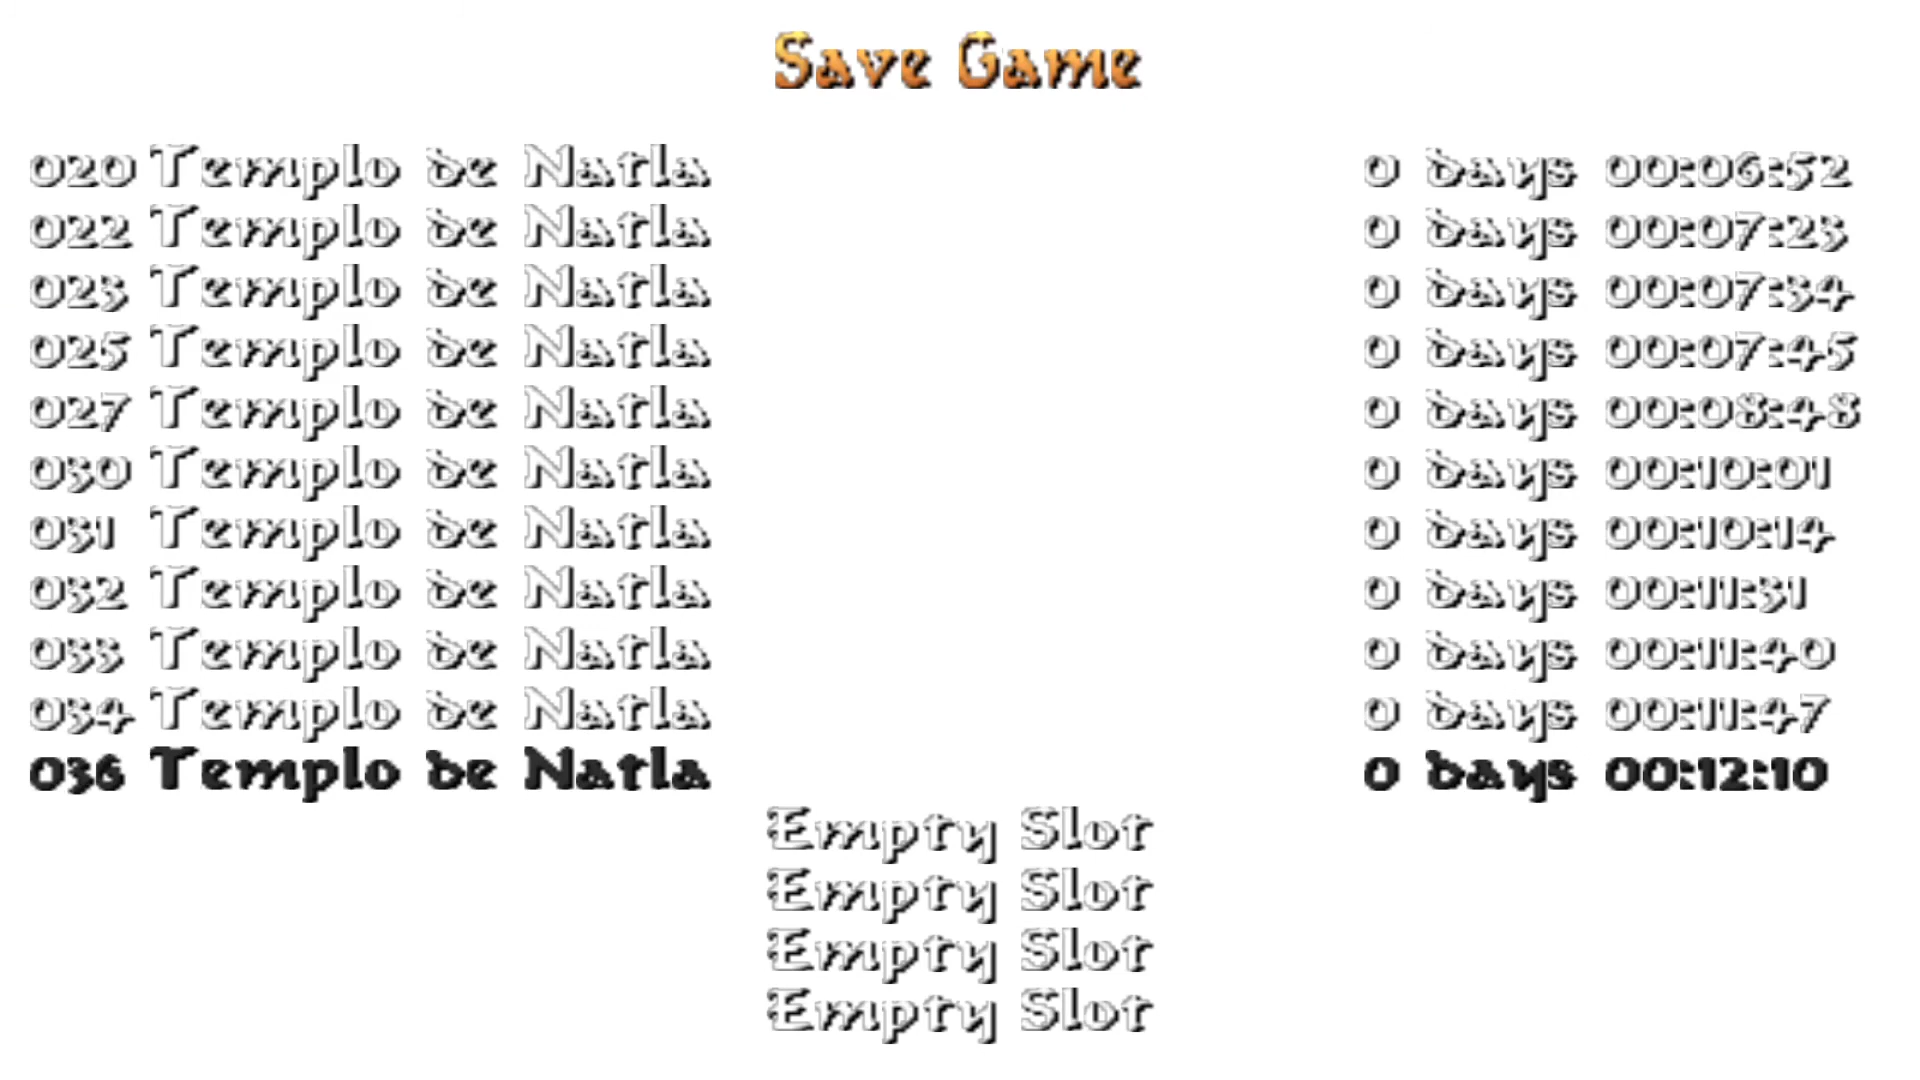 Save Game
020 Templo de Natla 0 days 00:06:52
022 Templo de Natla 0 days 00:07:23
023 Templo de Natla 0 days 00:07:34
025 Templo de Natla 0 days 00:07:45
027 Templo de Natla 0 days 00:08:48
030 Templo de Natla 0 days 00:10:01
031 Templo de Natla 0 days 00:10:14
032 Templo de Natla 0 days 00:11:31
033 Templo de Natla 0 days 00:11:40
034 Templo de Natla 0 days 00:11:47
036 Templo de Natla 0 days 00:12:10
Empty Slot
Empty Slot
Empty Slot
Empty Slot